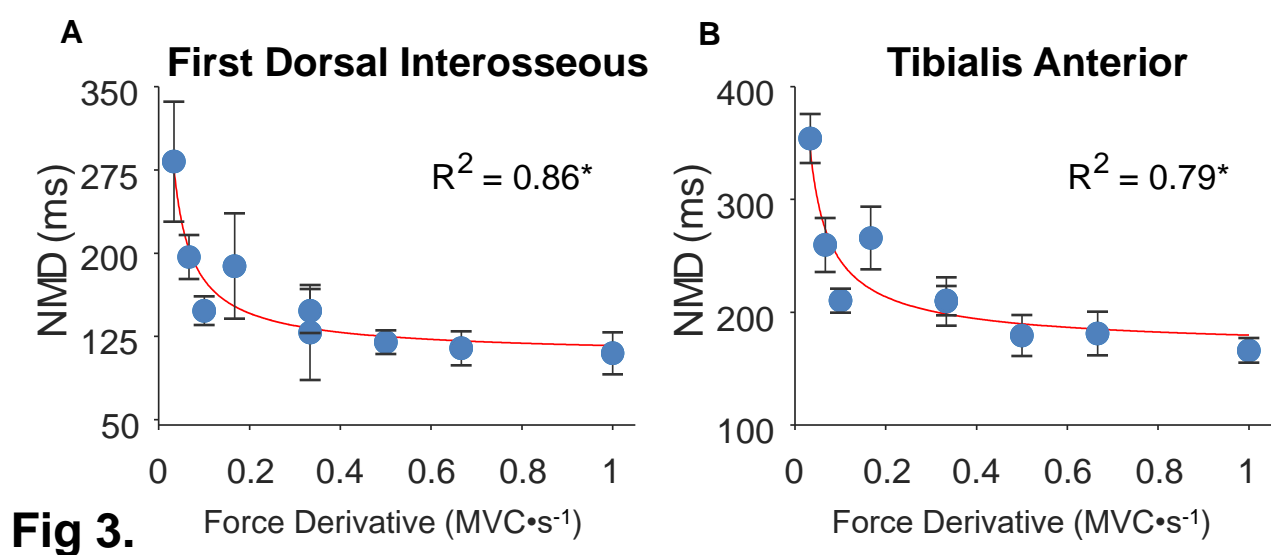 A
First Dorsal Interosseous
350
275
200
125
50
NMD (ms)
R² = 0.86*
0 0.2 0.4 0.6 0.8 1
Force Derivative (MVC•s⁻¹)
B
Tibialis Anterior
400
300
200
100
NMD (ms)
R² = 0.79*
0 0.2 0.4 0.6 0.8 1
Force Derivative (MVC•s⁻¹)
Fig 3.